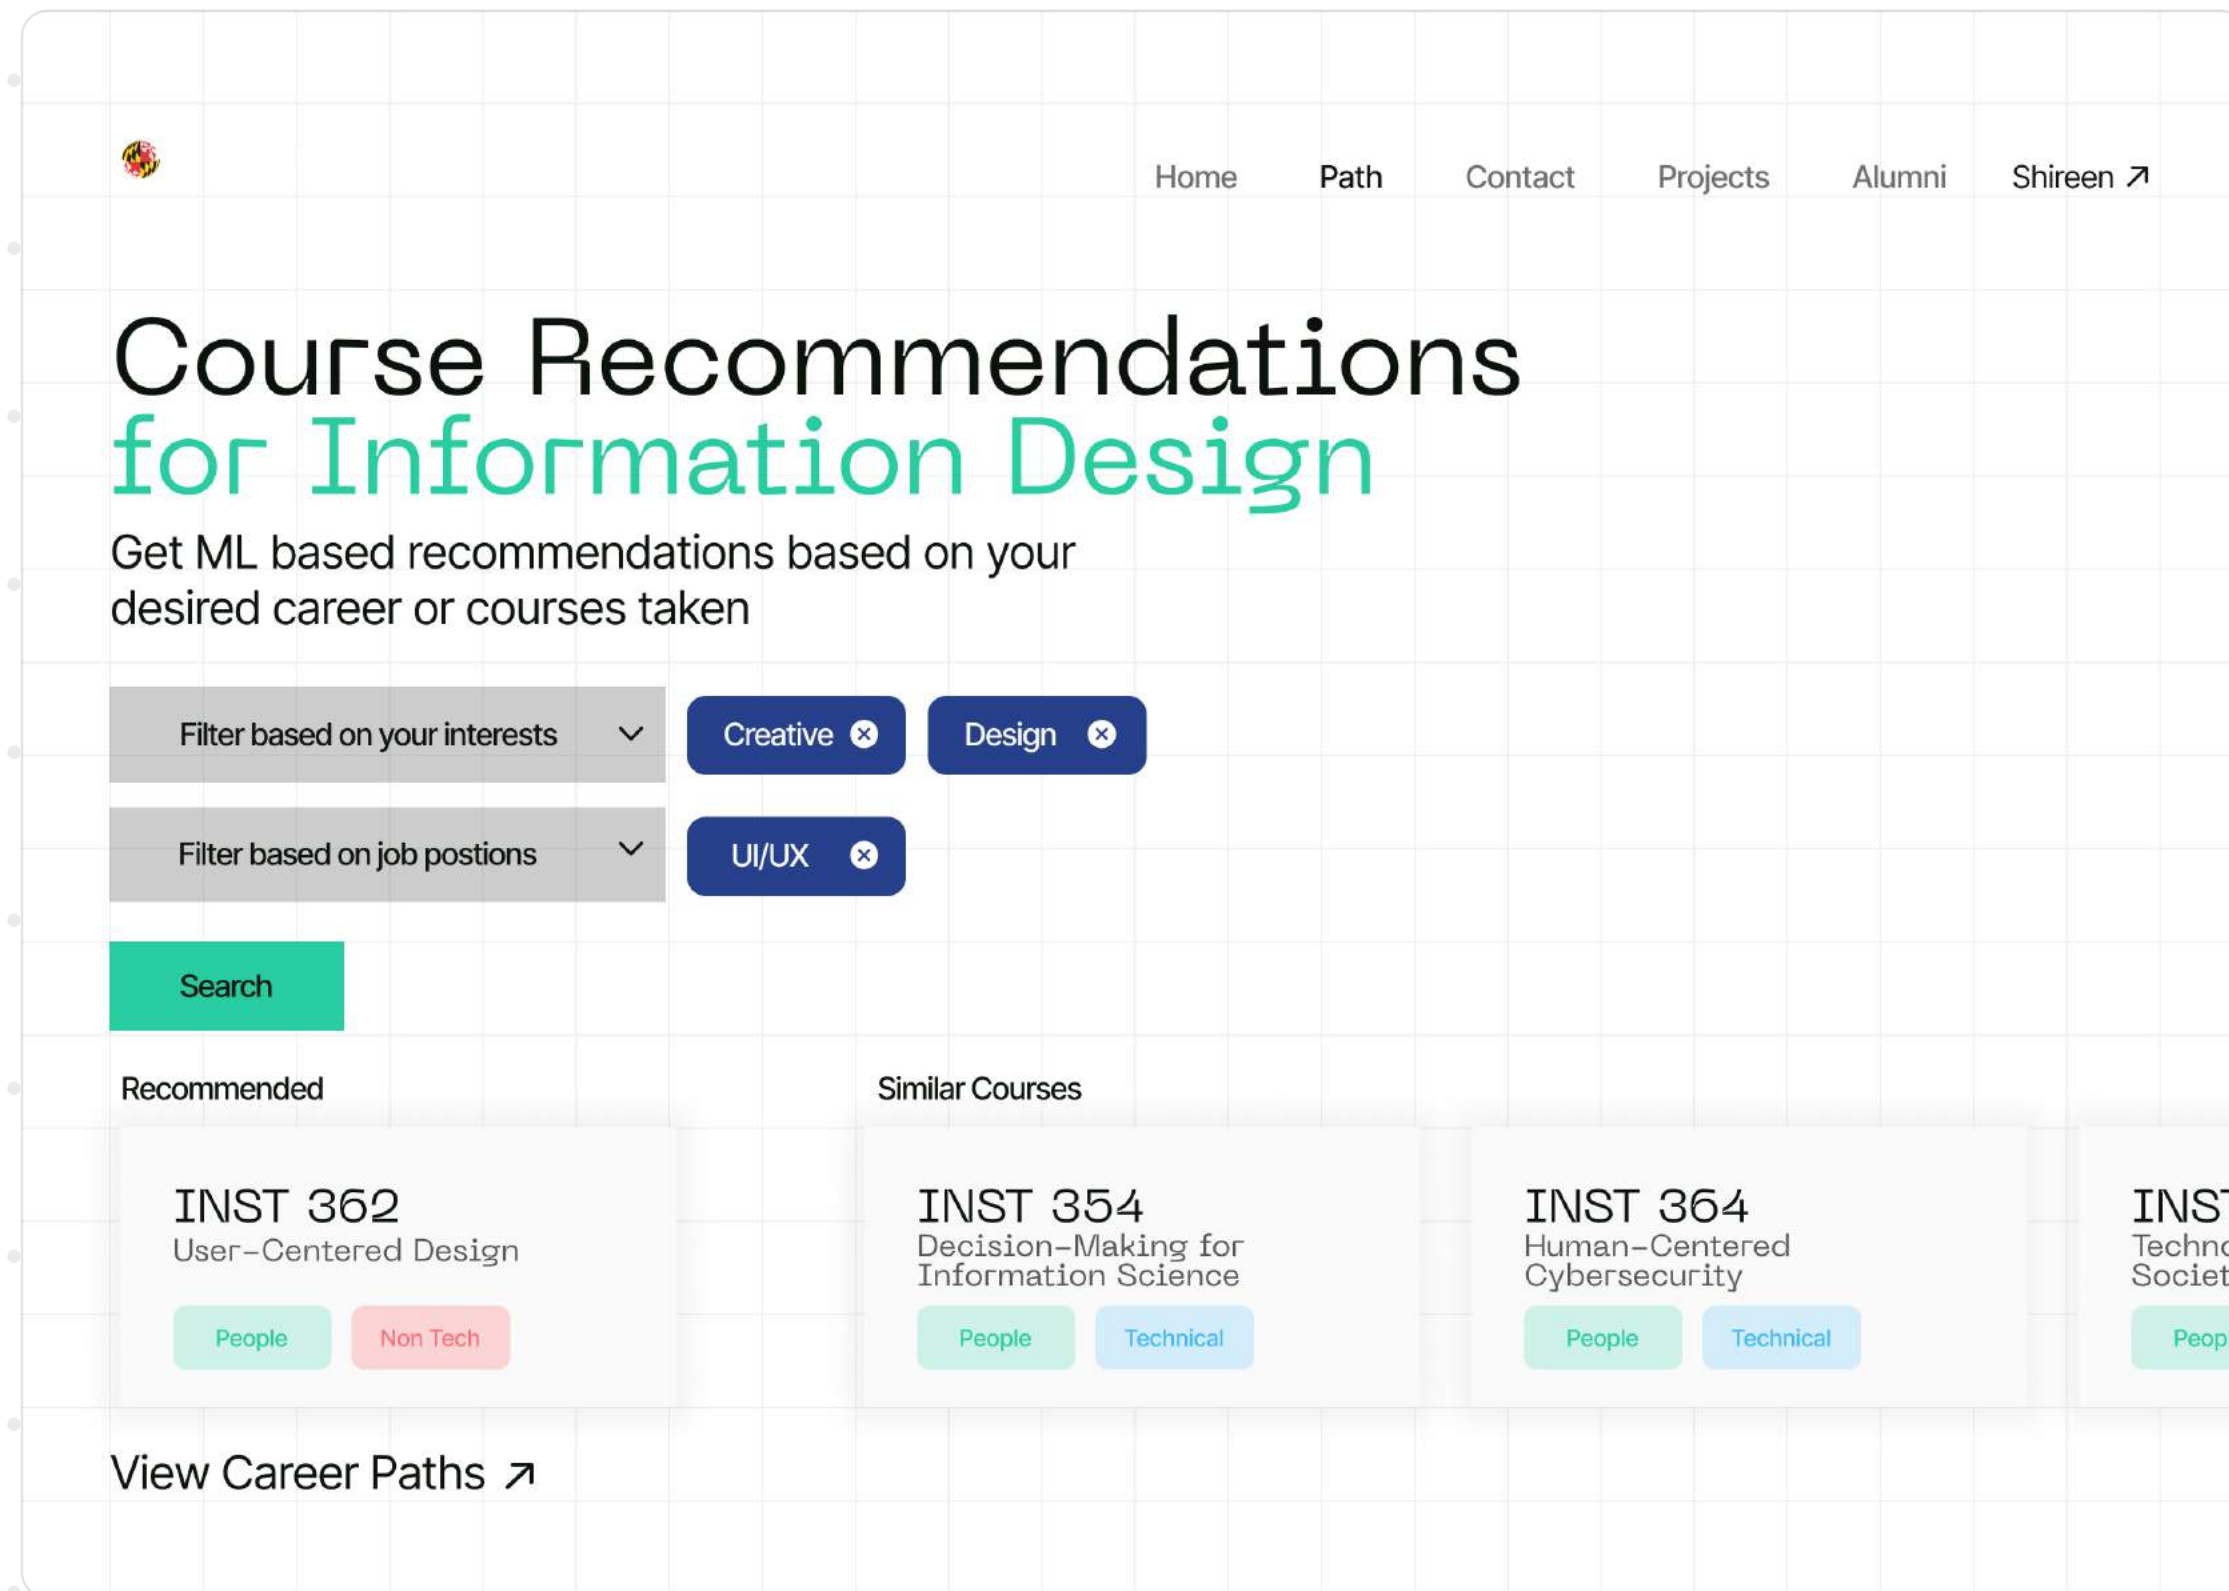 Home Path Contact Projects Alumni Shireen
Course Recommendations
for Information Design
Get ML based recommendations based on your
desired career or courses taken
Filter based on your interests
Creative
Design
Filter based on job postions
UI/UX
Search
Recommended
Similar Courses
INST 362
User-Centered Design
People
Non Tech
INST 354
Decision-Making for
Information Science
People
Technical
INST 364
Human-Centered
Cybersecurity
People
Technical
View Career Paths